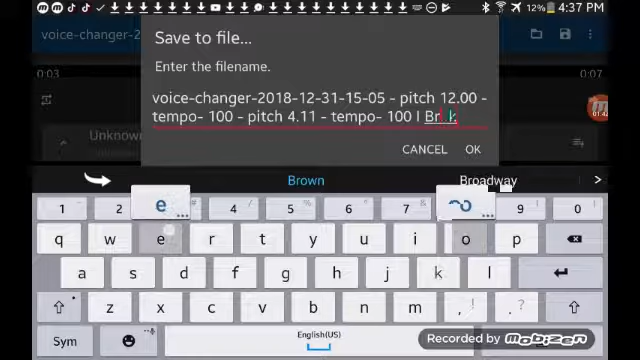 12% 4:37 PM
voice-changer-2
Save to file...
Enter the filename.
0:03
0:07
voice-changer-2018-12-31-15-05 - pitch 12.00 -
tempo- 100 - pitch 4.11 - tempo- 100 I
1:42
Unknown
CANCEL OK
Brown Broadway
e
1 2 # 4 5 6 7 9 0
q w e r t y u i o p
a s d f g h j k l
z x c v b n m , ! . ?
Sym English(US)
Recorded by mobizen